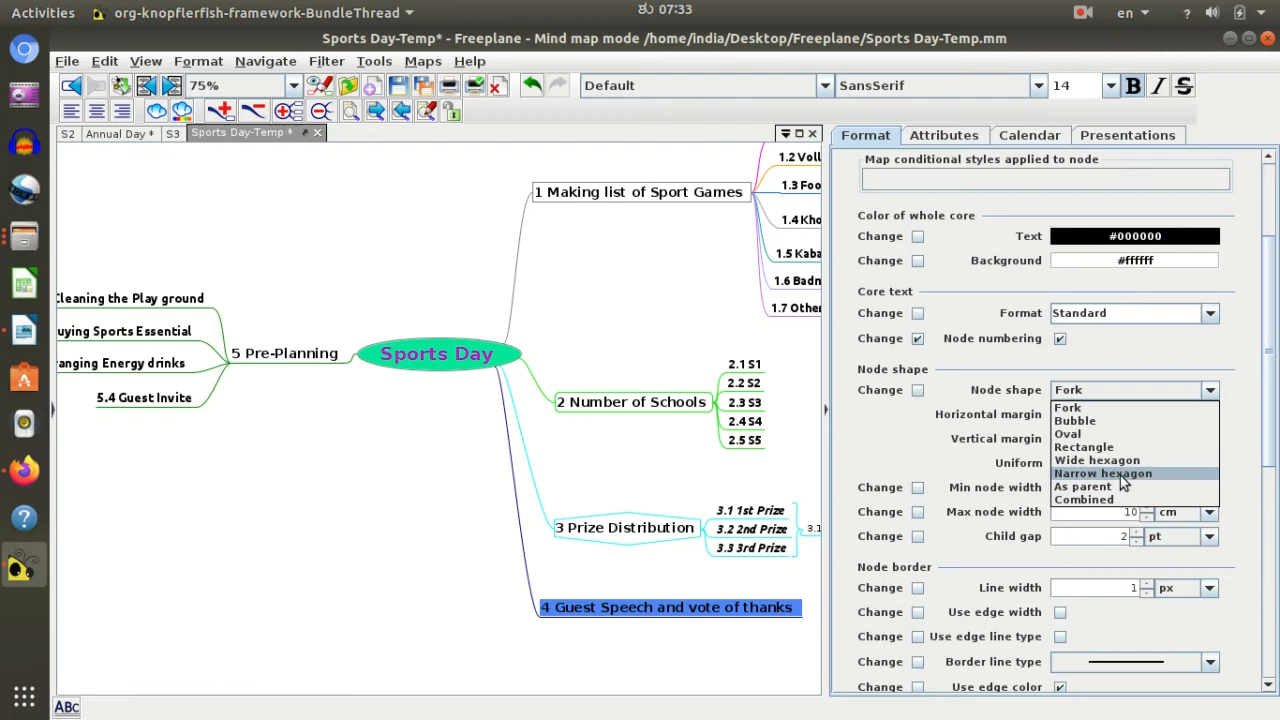 Activities org-knopflerfish-framework-BundleThread 07:33 en ?
Sports Day-Temp* - Freeplane - Mind map mode /home/india/Desktop/Freeplane/Sports Day-Temp.mm
File Edit View Format Navigate Filter Tools Maps Help
75% Default SansSerif 14 B I S
S2 Annual Day * S3 Sports Day-Temp *
Format Attributes Calendar Presentations
1.2 Voll
1 Making list of Sport Games
1.3 Foo
1.4 Kho
1.5 Kaba
1.6 Badn
1.7 Other
Cleaning the Play ground
uying Sports Essential
5 Pre-Planning
anging Energy drinks
5.4 Guest Invite
Sports Day
2 Number of Schools
2.1 S1
2.2 S2
2.3 S3
2.4 S4
2.5 S5
3 Prize Distribution
3.1 1st Prize
3.2 2nd Prize
3.3 3rd Prize
3.1
4 Guest Speech and vote of thanks
Map conditional styles applied to node
Color of whole core
Change Text #000000
Change Background #ffffff
Core text
Change Format Standard
Change Node numbering
Node shape
Change Node shape Fork
Fork
Bubble
Oval
Rectangle
Wide hexagon
Narrow hexagon
As parent
Combined
Horizontal margin
Vertical margin
Uniform
Change Min node width
Change Max node width 10 cm
Change Child gap 2 pt
Node border
Change Line width 1 px
Change Use edge width
Change Use edge line type
Change Border line type
Change Use edge color
ABc